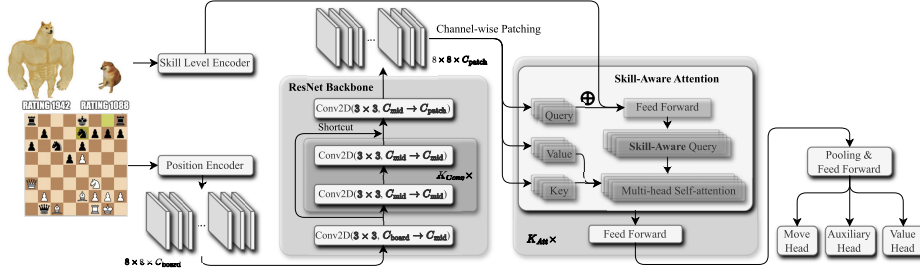 RATING 1942
RATING 1088
Skill Level Encoder
Position Encoder
8 × 8 × C_board
ResNet Backbone
Conv2D(3 × 3, C_mid → C_patch)
Shortcut
Conv2D(3 × 3, C_mid → C_mid)
K_Conv ×
Conv2D(3 × 3, C_mid → C_mid)
Conv2D(3 × 3, C_board → C_mid)
...
...
Channel-wise Patching
8 × 8 × C_patch
Skill-Aware Attention
Query
⊕
Feed Forward
Value
Skill-Aware Query
Key
Multi-head Self-attention
K_Att ×
Feed Forward
Pooling &
Feed Forward
Move
Head
Auxiliary
Head
Value
Head